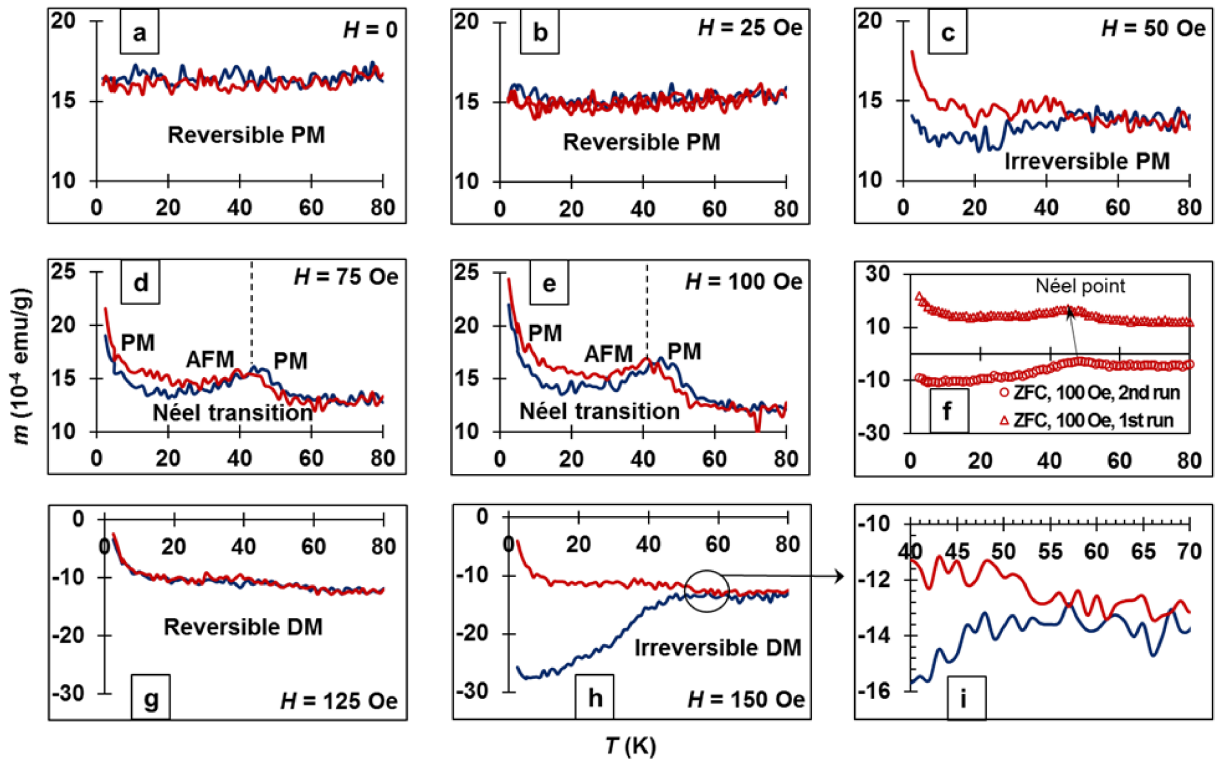 a
H = 0
20
15
10
Reversible PM
0 20 40 60 80
b
H = 25 Oe
20
15
10
Reversible PM
0 20 40 60 80
c
H = 50 Oe
20
15
10
Irreversible PM
0 20 40 60 80
m (10⁻⁴ emu/g)
d
H = 75 Oe
25
20
15
10
PM
AFM
PM
Néel transition
0 20 40 60 80
e
H = 100 Oe
25
20
15
10
PM
AFM
PM
Néel transition
0 20 40 60 80
30
10
-10
-30
Néel point
ZFC, 100 Oe, 2nd run
ZFC, 100 Oe, 1st run
f
0 20 40 60 80
0
-10
-20
-30
0 20 40 60 80
Reversible DM
g
H = 125 Oe
0
-10
-20
-30
0 20 40 60 80
Irreversible DM
h
H = 150 Oe
-10
-12
-14
-16
40 45 50 55 60 65 70
i
T (K)